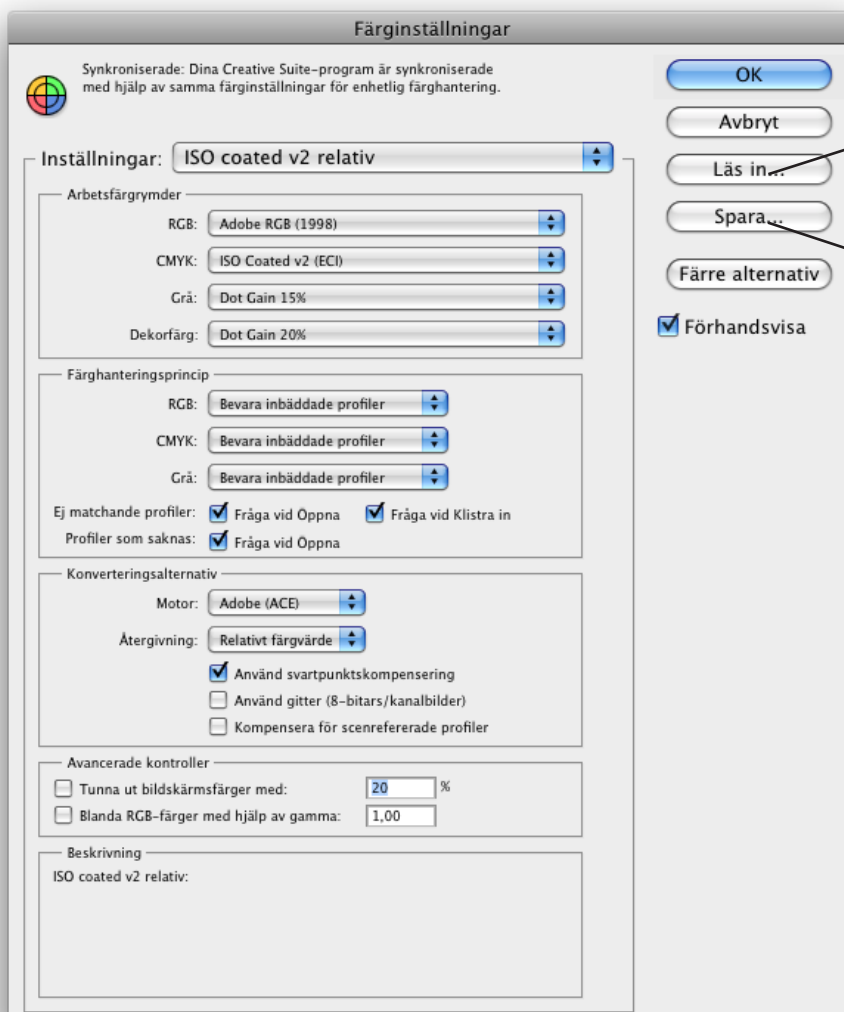 Färginställningar
Synkroniserade: Dina Creative Suite-program är synkroniserade
med hjälp av samma färginställningar för enhetlig färghantering.
OK
Avbryt
Läs in...
Spara...
Färre alternativ
Förhandsvisa
Inställningar: ISO coated v2 relativ
Arbetsfärgrymder
RGB: Adobe RGB (1998)
CMYK: ISO Coated v2 (ECI)
Grå: Dot Gain 15%
Dekorfärg: Dot Gain 20%
Färghanteringsprincip
RGB: Bevara inbäddade profiler
CMYK: Bevara inbäddade profiler
Grå: Bevara inbäddade profiler
Ej matchande profiler: Fråga vid Öppna Fråga vid Klistra in
Profiler som saknas: Fråga vid Öppna
Konverteringsalternativ
Motor: Adobe (ACE)
Återgivning: Relativt färgvärde
Använd svartpunktskompensering
Använd gitter (8-bitars/kanalbilder)
Kompensera för scenrefererade profiler
Avancerade kontroller
Tunna ut bildskärmsfärger med: 20 %
Blanda RGB-färger med hjälp av gamma: 1,00
Beskrivning
ISO coated v2 relativ: